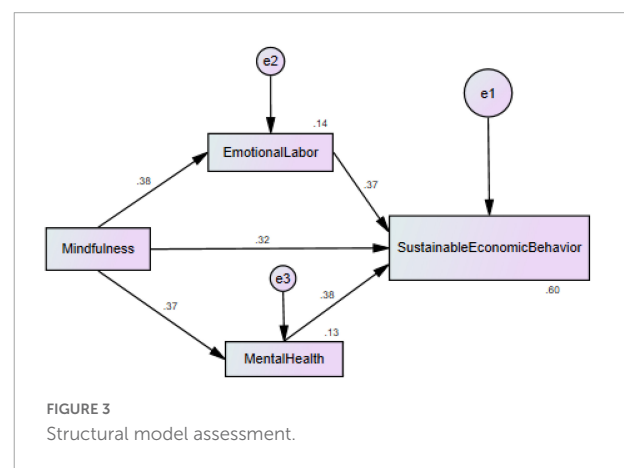 e2
e1
.14
EmotionalLabor
.38
.37
Mindfulness
.32
SustainableEconomicBehavior
e3
.38
.60
.37
.13
MentalHealth
FIGURE 3
Structural model assessment.